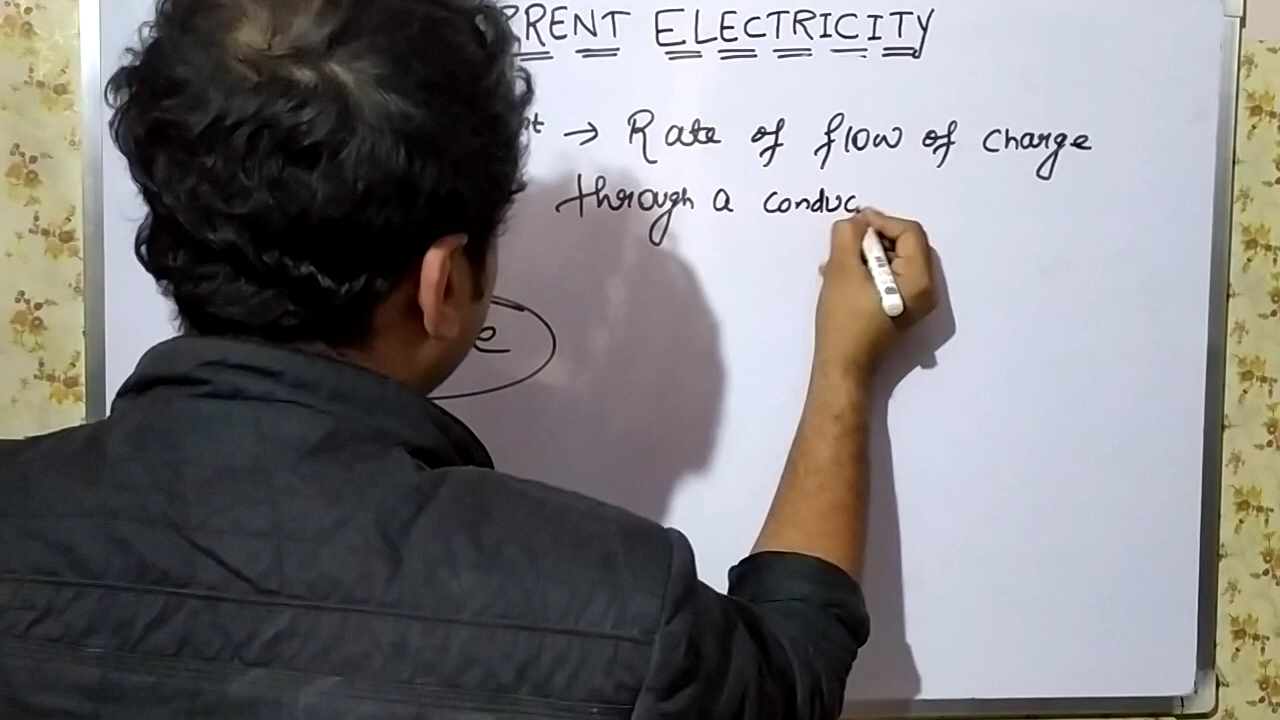 RRENT ELECTRICITY
nt → Rate of flow of charge
through a conduc
e